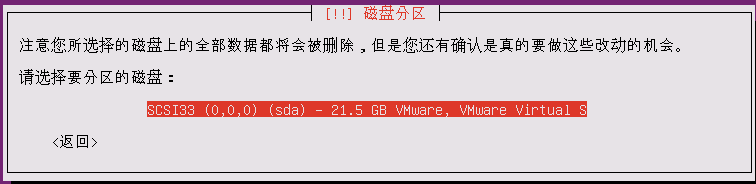 [!!] 磁盘分区
注意您所选择的磁盘上的全部数据都将会被删除，但是您还有确认是真的要做这些改动的机会。
请选择要分区的磁盘：
SCSI33 (0,0,0) (sda) - 21.5 GB VMware, VMware Virtual S
<返回>